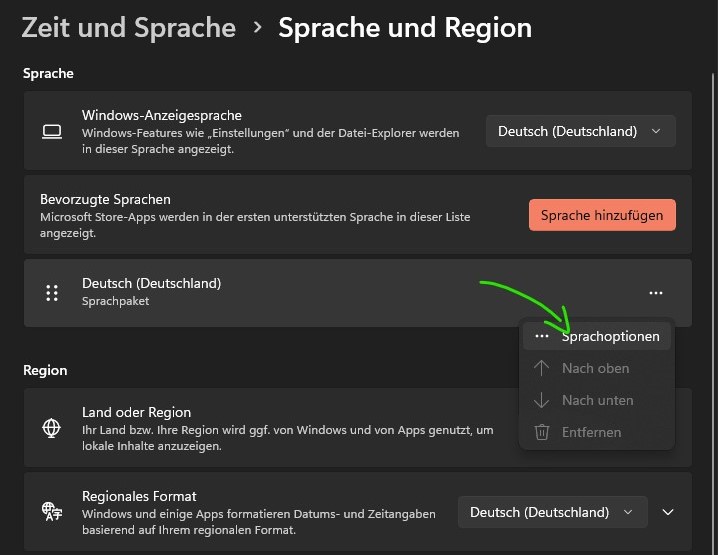 Zeit und Sprache › Sprache und Region
Sprache
Windows-Anzeigesprache
Windows-Features wie „Einstellungen“ und der Datei-Explorer werden
in dieser Sprache angezeigt.
Deutsch (Deutschland)
Bevorzugte Sprachen
Microsoft Store-Apps werden in der ersten unterstützten Sprache in dieser Liste
angezeigt.
Sprache hinzufügen
Deutsch (Deutschland)
Sprachpaket
Sprachoptionen
Nach oben
Nach unten
Entfernen
Region
Land oder Region
Ihr Land bzw. Ihre Region wird ggf. von Windows und von Apps genutzt, um
lokale Inhalte anzuzeigen.
Regionales Format
Windows und einige Apps formatieren Datums- und Zeitangaben
basierend auf Ihrem regionalen Format.
Deutsch (Deutschland)